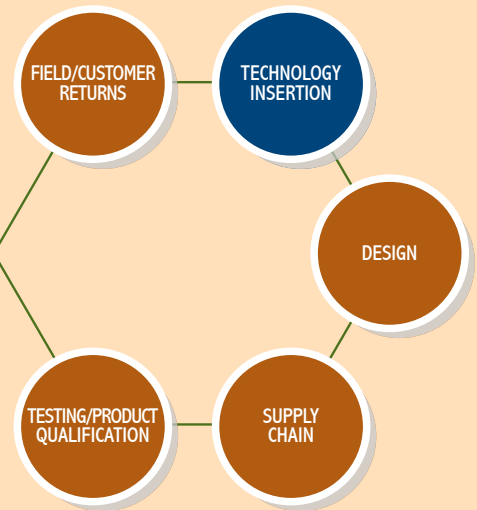 FIELD/CUSTOMER
RETURNS
TECHNOLOGY
INSERTION
DESIGN
TESTING/PRODUCT
QUALIFICATION
SUPPLY
CHAIN